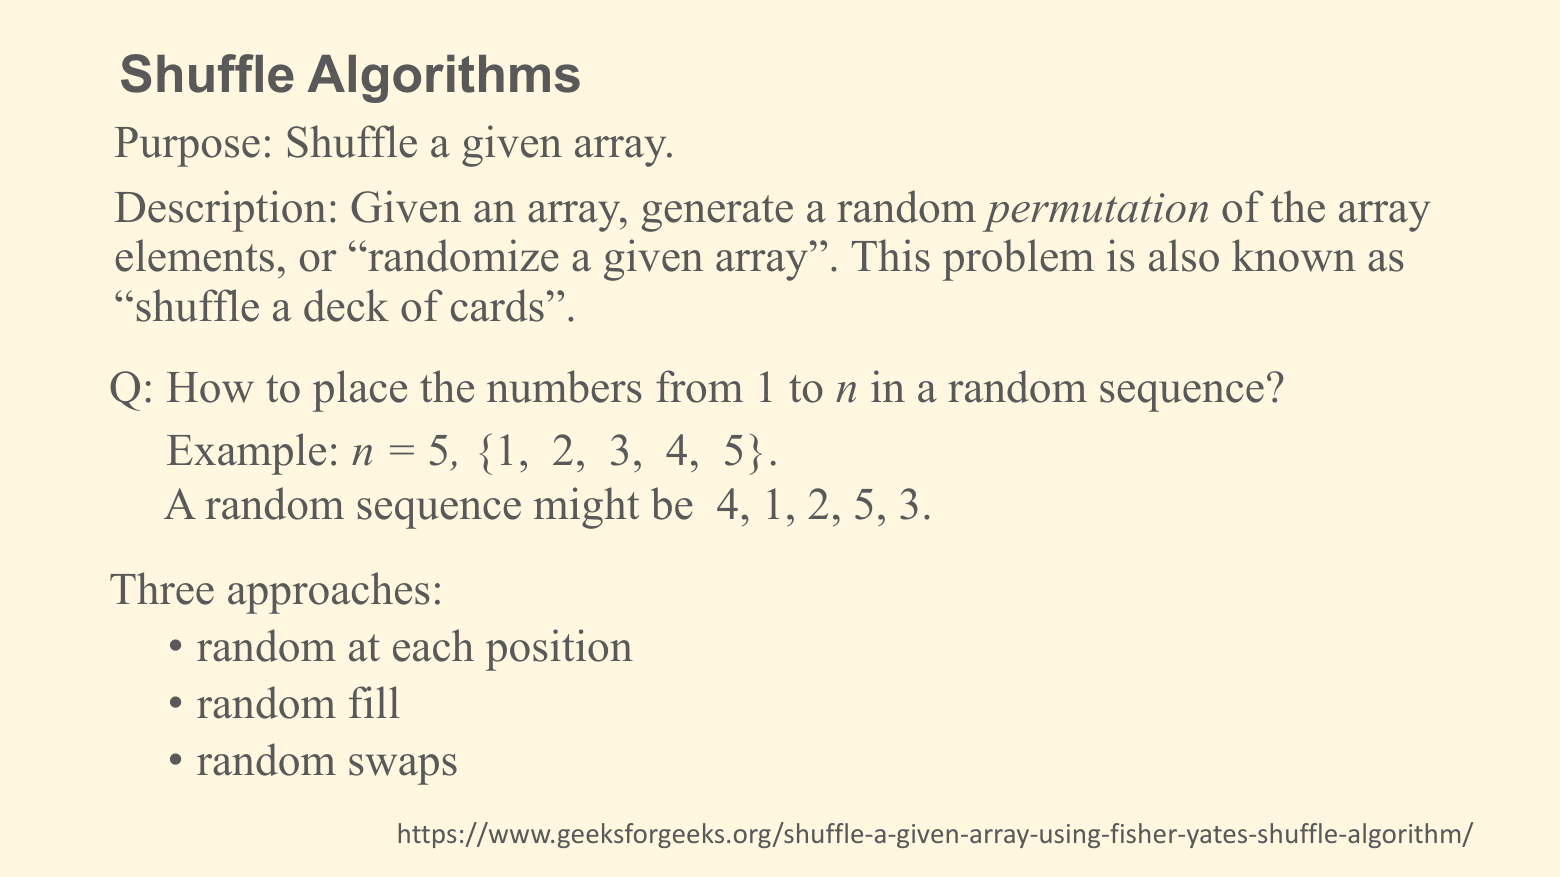 Shuffle Algorithms
Purpose: Shuffle a given array.
Description: Given an array, generate a random permutation of the array
elements, or “randomize a given array”. This problem is also known as
“shuffle a deck of cards”.
Q: How to place the numbers from 1 to n in a random sequence?
Example: n = 5, {1, 2, 3, 4, 5}.
A random sequence might be 4, 1, 2, 5, 3.
Three approaches:
• random at each position
• random fill
• random swaps
https://www.geeksforgeeks.org/shuffle-a-given-array-using-fisher-yates-shuffle-algorithm/